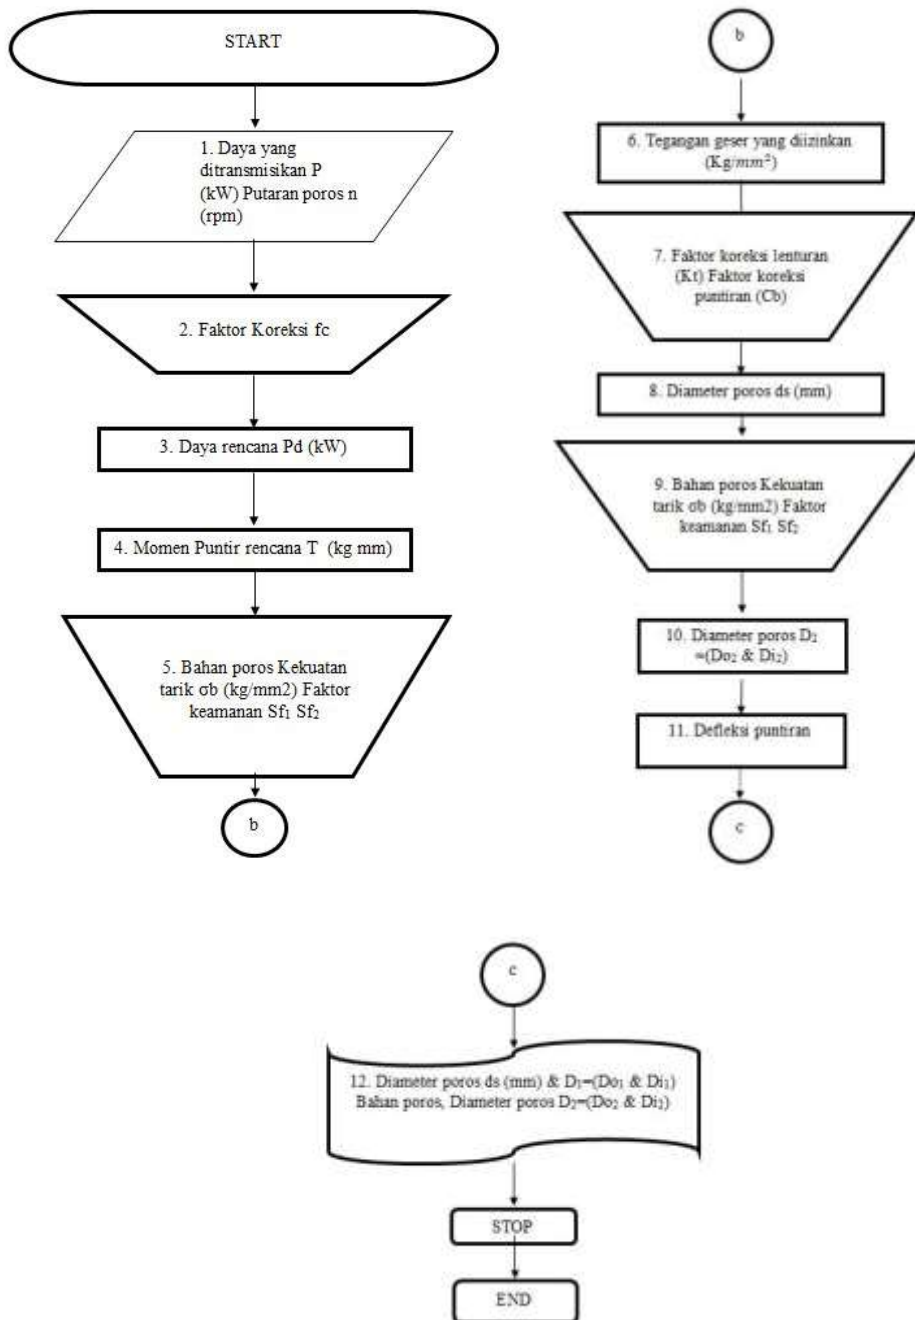 START
1. Daya yang
ditransmisikan P
(kW) Putaran poros n
(rpm)
2. Faktor Koreksi fc
3. Daya rencana Pd (kW)
4. Momen Puntir rencana T (kg mm)
5. Bahan poros Kekuatan
tarik σb (kg/mm2) Faktor
keamanan Sf₁ Sf₂
b
b
6. Tegangan geser yang diizinkan
(Kg/mm²)
7. Faktor koreksi lenturan
(Kt) Faktor koreksi
puntiran (Cb)
8. Diameter poros ds (mm)
9. Bahan poros Kekuatan
tarik σb (kg/mm2) Faktor
keamanan Sf₁ Sf₂
10. Diameter poros D₂
=(Do₂ & Di₂)
11. Defleksi puntiran
c
c
12. Diameter poros ds (mm) & D₁=(Do₁ & Di₁)
Bahan poros, Diameter poros D₂=(Do₂ & Di₂)
STOP
END